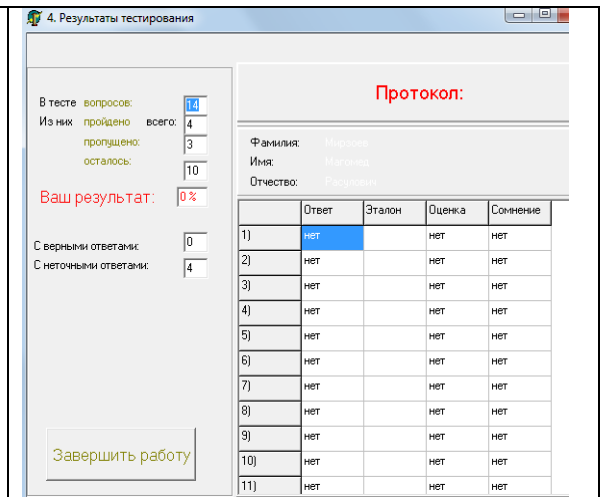 4. Результаты тестирования
В тесте вопросов: 14
Из них пройдено всего: 4
пропущено: 3
осталось: 10
Ваш результат: 0 %
С верными ответами: 0
С неточными ответами: 4
Завершить работу
Протокол:
Фамилия: Мирзоев
Имя: Магомед
Отчество: Расулович
Ответ Эталон Оценка Сомнение
1) нет нет нет
2) нет нет нет
3) нет нет нет
4) нет нет нет
5) нет нет нет
6) нет нет нет
7) нет нет нет
8) нет нет нет
9) нет нет нет
10) нет нет нет
11) нет нет нет